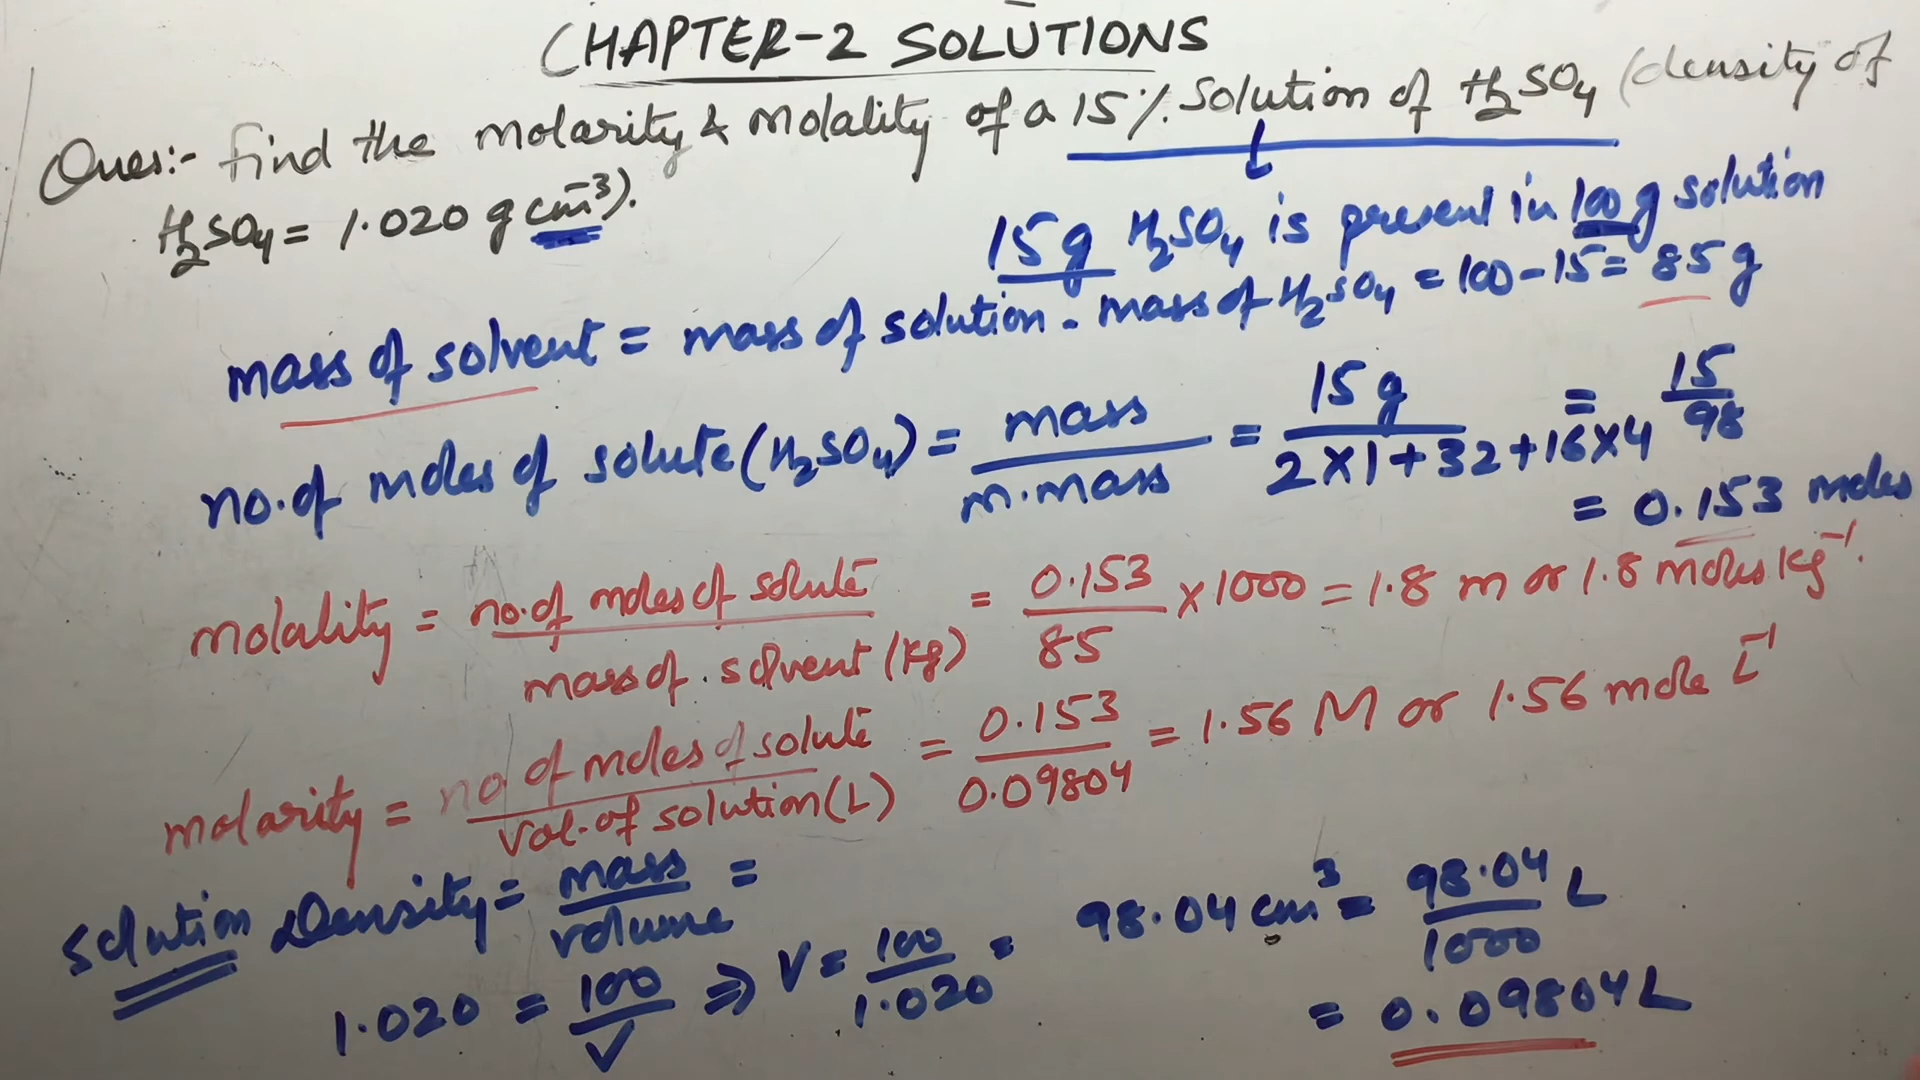 CHAPTER-2 SOLUTIONS
Ques:- find the molarity & molality of a 15% solution of H₂SO₄ (density of
H₂SO₄ = 1.020 g cm⁻³).
15g H₂SO₄ is present in 100g solution
mass of solvent = mass of solution - mass of H₂SO₄ = 100-15 = 85 g
no. of moles of solute (H₂SO₄) = mass / m.mass = 15 g / 2×1+32+16×4 = 15 / 98
= 0.153 moles
molality = no. of moles of solute / mass of. solvent (kg) = 0.153 / 85 × 1000 = 1.8 m or 1.8 moles kg⁻¹.
molarity = no of moles of solute / vol. of solution (L) = 0.153 / 0.09804 = 1.56 M or 1.56 mole L⁻¹
solution Density = mass / volume =
1.020 = 100 / V ⇒ V = 100 / 1.020 = 98.04 cm³ = 98.04 / 1000 L
= 0.09804 L